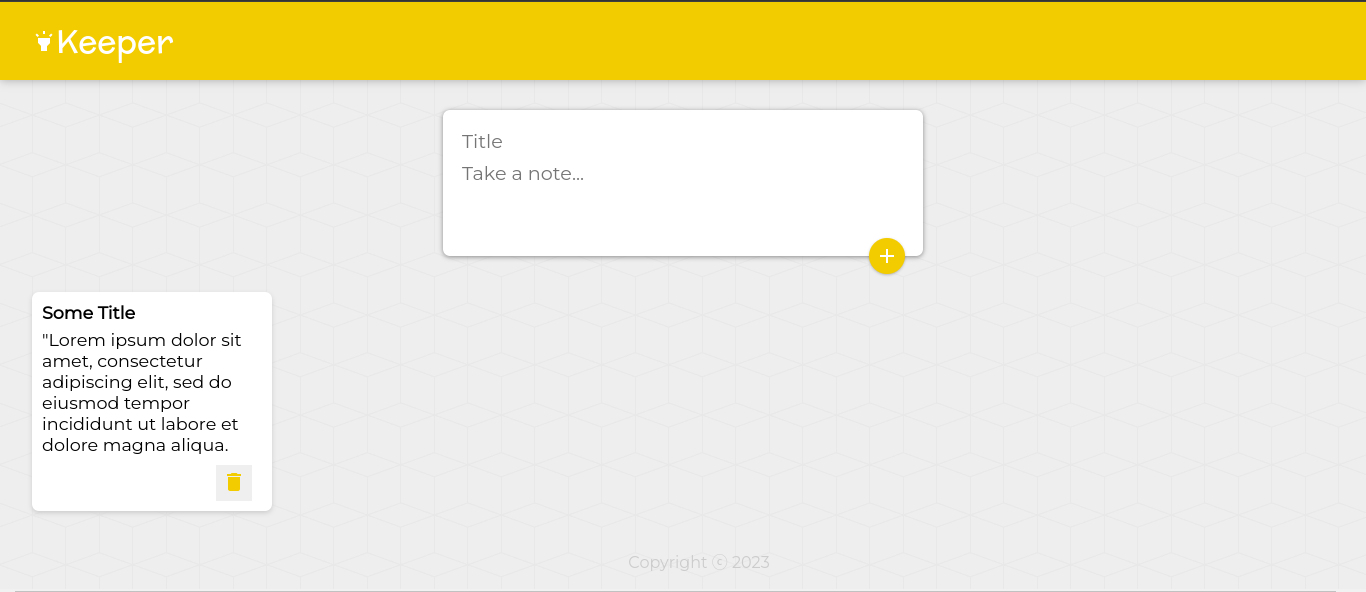 Keeper
Title
Take a note...
Some Title
"Lorem ipsum dolor sit
amet, consectetur
adipiscing elit, sed do
eiusmod tempor
incididunt ut labore et
dolore magna aliqua.
Copyright ⓒ 2023